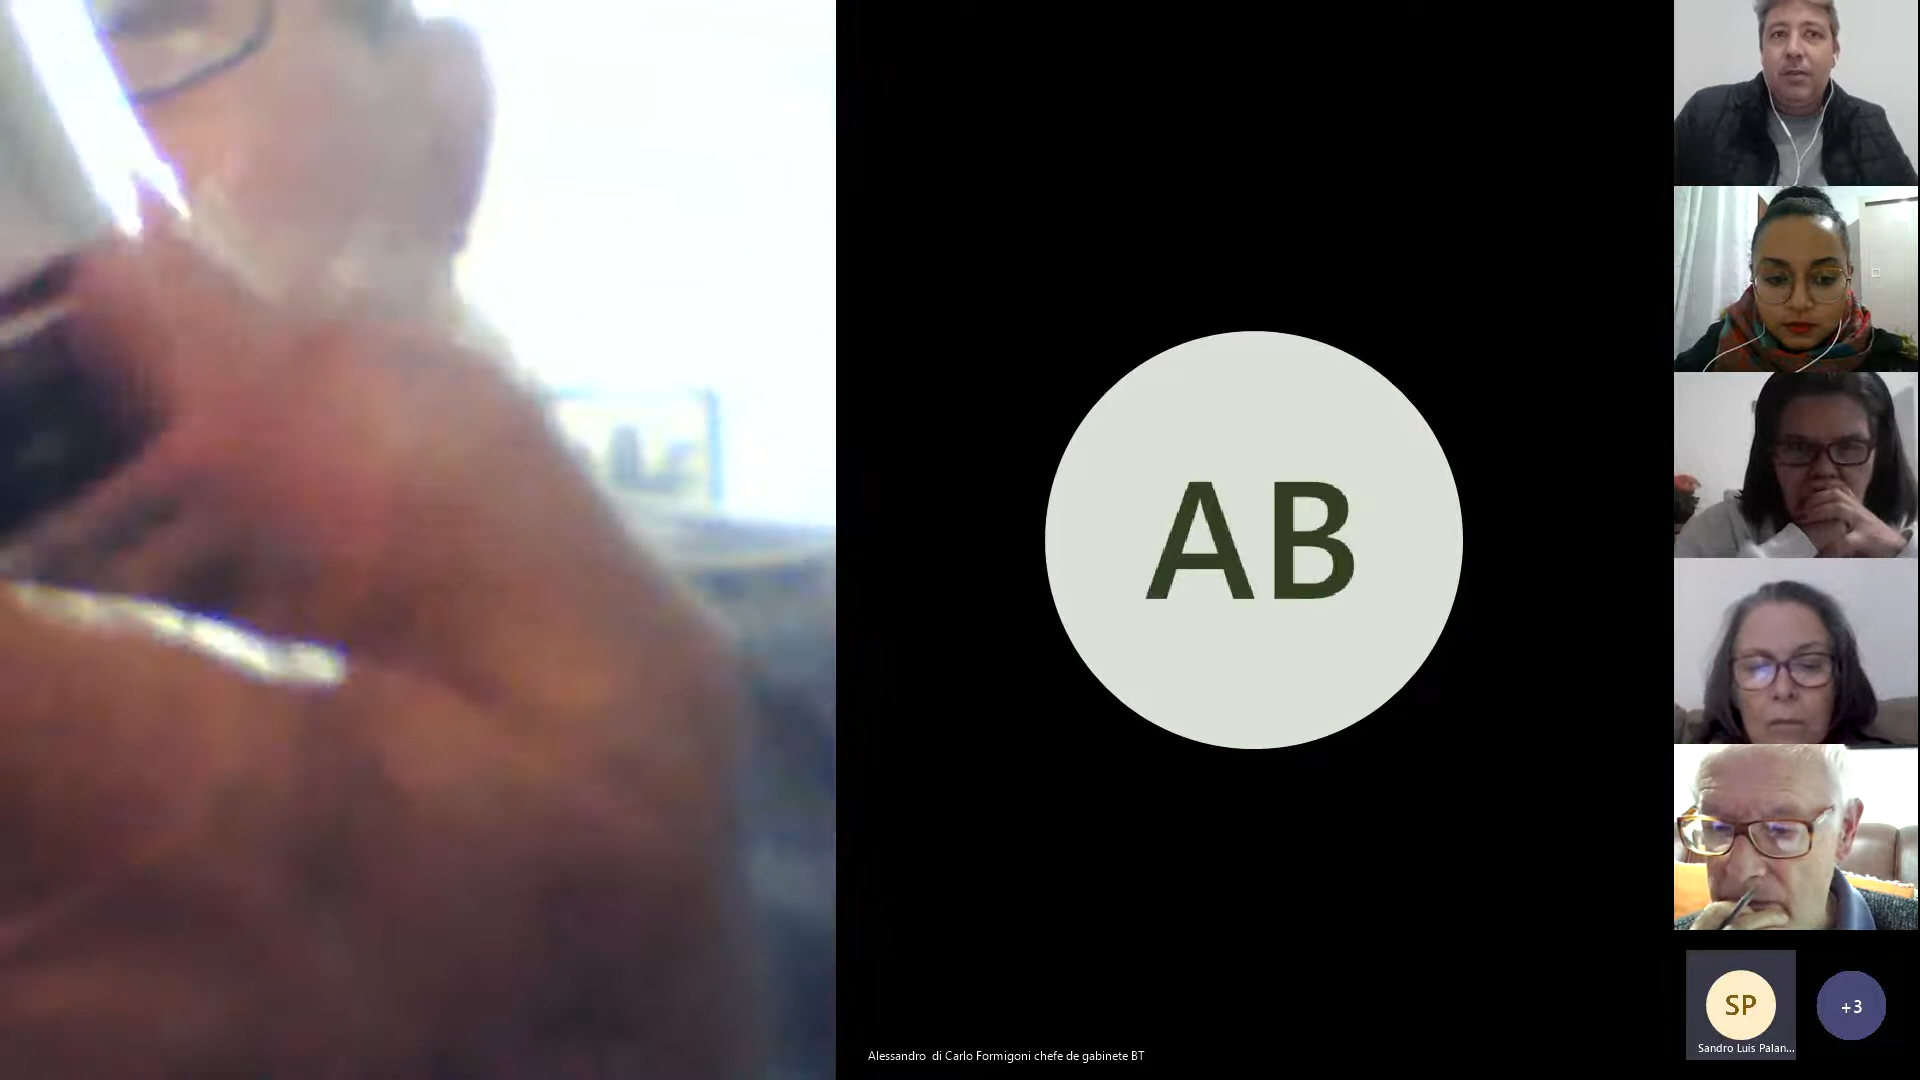 AB
Alessandro  di Carlo Formigoni chefe de gabinete BT
SP
Sandro Luis Palan...
+3